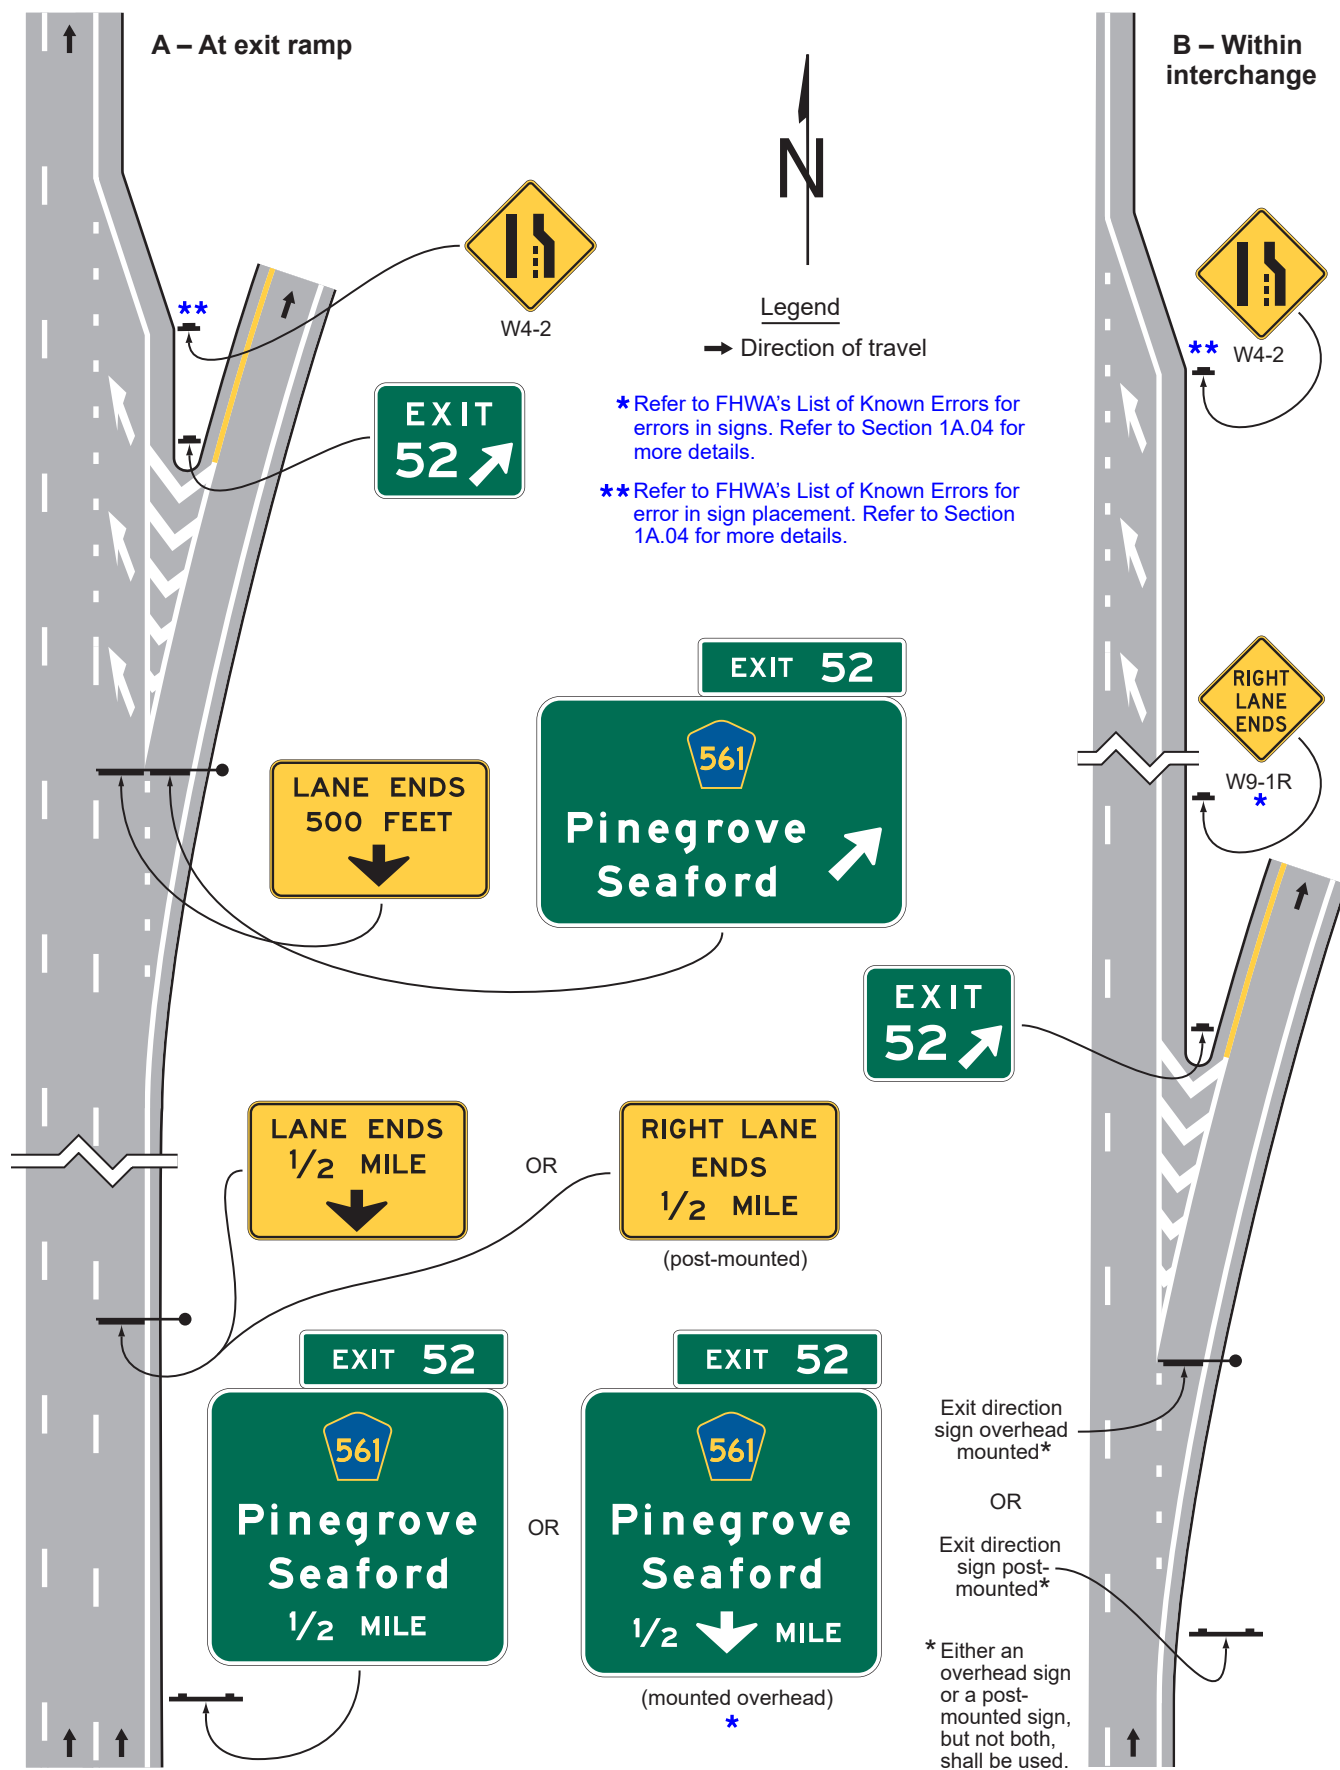 A – At exit ramp
B – Within
interchange
N
W4-2
Legend
Direction of travel
* Refer to FHWA's List of Known Errors for
errors in signs. Refer to Section 1A.04 for
more details.
** Refer to FHWA's List of Known Errors for
error in sign placement. Refer to Section
1A.04 for more details.
**
**
W4-2
EXIT
52
EXIT 52
561
Pinegrove
Seaford
RIGHT
LANE
ENDS
W9-1R
*
LANE ENDS
500 FEET
EXIT
52
LANE ENDS
1/2 MILE
OR
RIGHT LANE
ENDS
1/2 MILE
(post-mounted)
EXIT 52
561
Pinegrove
Seaford
1/2 MILE
OR
EXIT 52
561
Pinegrove
Seaford
1/2 MILE
(mounted overhead)
*
Exit direction
sign overhead
mounted*
OR
Exit direction
sign post-
mounted*
* Either an
overhead sign
or a post-
mounted sign,
but not both,
shall be used.